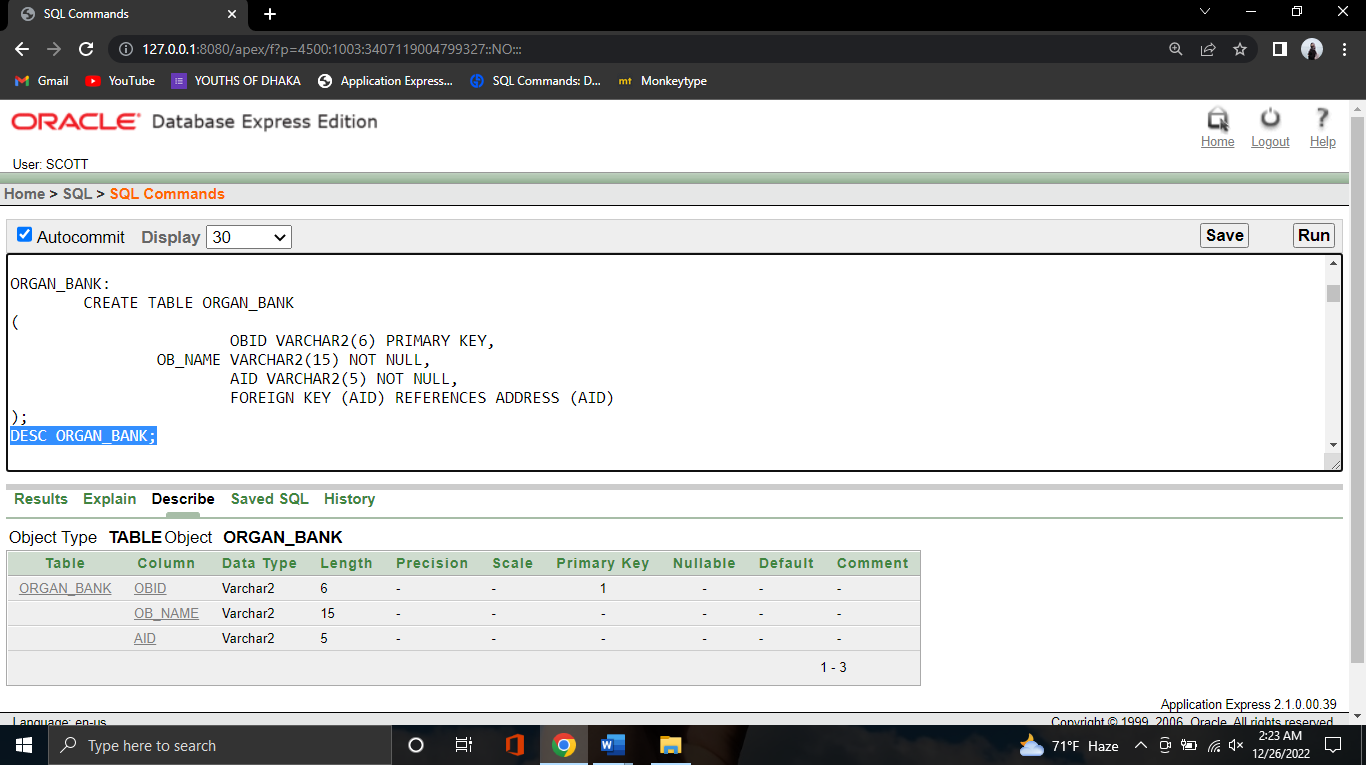 SQL Commands
127.0.0.1:8080/apex/f?p=4500:1003:3407119004799327::NO:::
Gmail YouTube YOUTHS OF DHAKA Application Express... SQL Commands: D... mt Monkeytype
ORACLE Database Express Edition
Home Logout Help
User: SCOTT
Home > SQL > SQL Commands
Autocommit Display 30 Save Run
ORGAN_BANK:
CREATE TABLE ORGAN_BANK
(
OBID VARCHAR2(6) PRIMARY KEY,
OB_NAME VARCHAR2(15) NOT NULL,
AID VARCHAR2(5) NOT NULL,
FOREIGN KEY (AID) REFERENCES ADDRESS (AID)
);
DESC ORGAN_BANK;
Results Explain Describe Saved SQL History
Object Type TABLE Object ORGAN_BANK
Table Column Data Type Length Precision Scale Primary Key Nullable Default Comment
ORGAN_BANK OBID Varchar2 6 - - 1 - - -
OB_NAME Varchar2 15 - - - - - -
AID Varchar2 5 - - - - - -
1 - 3
Application Express 2.1.0.00.39
Language: en-us Copyright © 1999, 2006, Oracle. All rights reserved.
Type here to search 71°F Haze 2:23 AM
12/26/2022